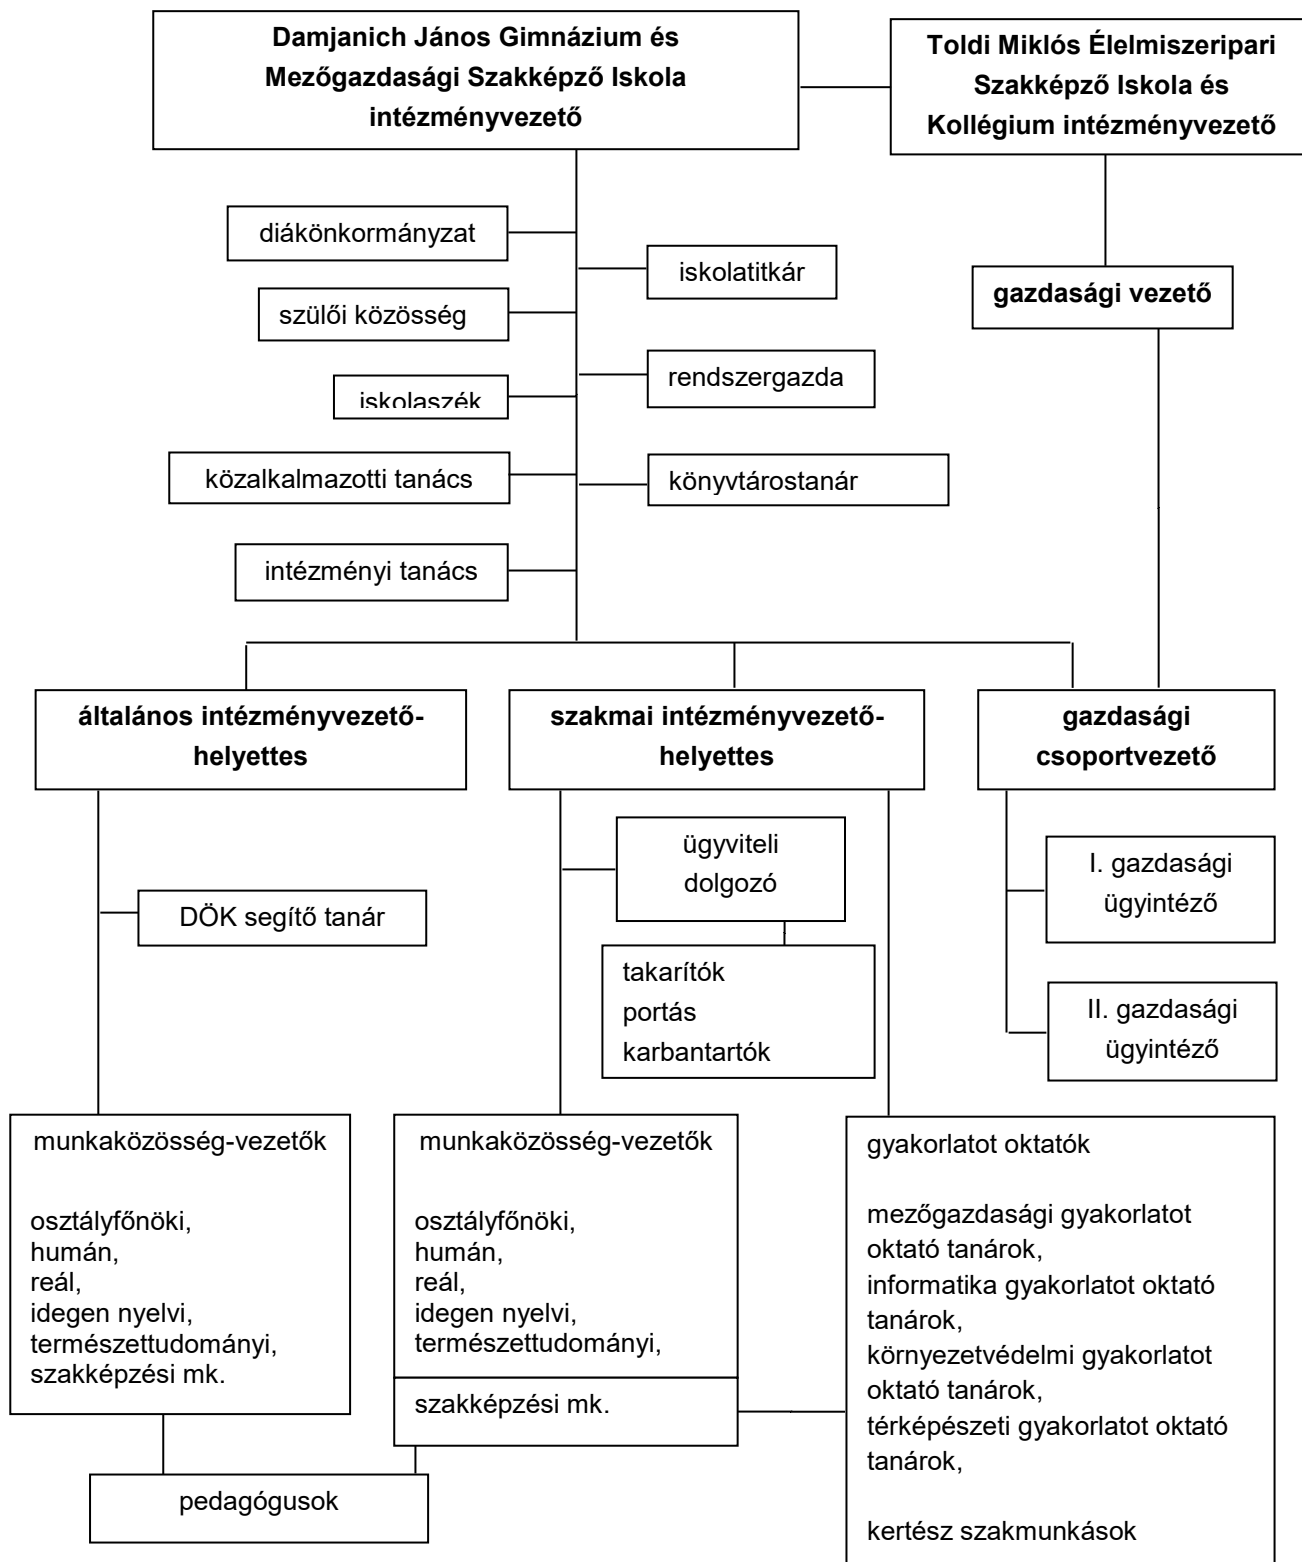 Damjanich János Gimnázium és
Mezőgazdasági Szakképző Iskola
intézményvezető
Toldi Miklós Élelmiszeripari
Szakképző Iskola és
Kollégium intézményvezető
diákönkormányzat
iskolatitkár
gazdasági vezető
szülői közösség
rendszergazda
iskolaszék
közalkalmazotti tanács
könyvtárostanár
intézményi tanács
általános intézményvezető-
helyettes
szakmai intézményvezető-
helyettes
gazdasági
csoportvezető
ügyviteli
dolgozó
I. gazdasági
ügyintéző
DÖK segítő tanár
takarítók
portás
karbantartók
II. gazdasági
ügyintéző
munkaközösség-vezetők
osztályfőnöki,
humán,
reál,
idegen nyelvi,
természettudományi,
szakképzési mk.
munkaközösség-vezetők
osztályfőnöki,
humán,
reál,
idegen nyelvi,
természettudományi,
szakképzési mk.
gyakorlatot oktatók
mezőgazdasági gyakorlatot
oktató tanárok,
informatika gyakorlatot oktató
tanárok,
környezetvédelmi gyakorlatot
oktató tanárok,
térképészeti gyakorlatot oktató
tanárok,
kertész szakmunkások
pedagógusok